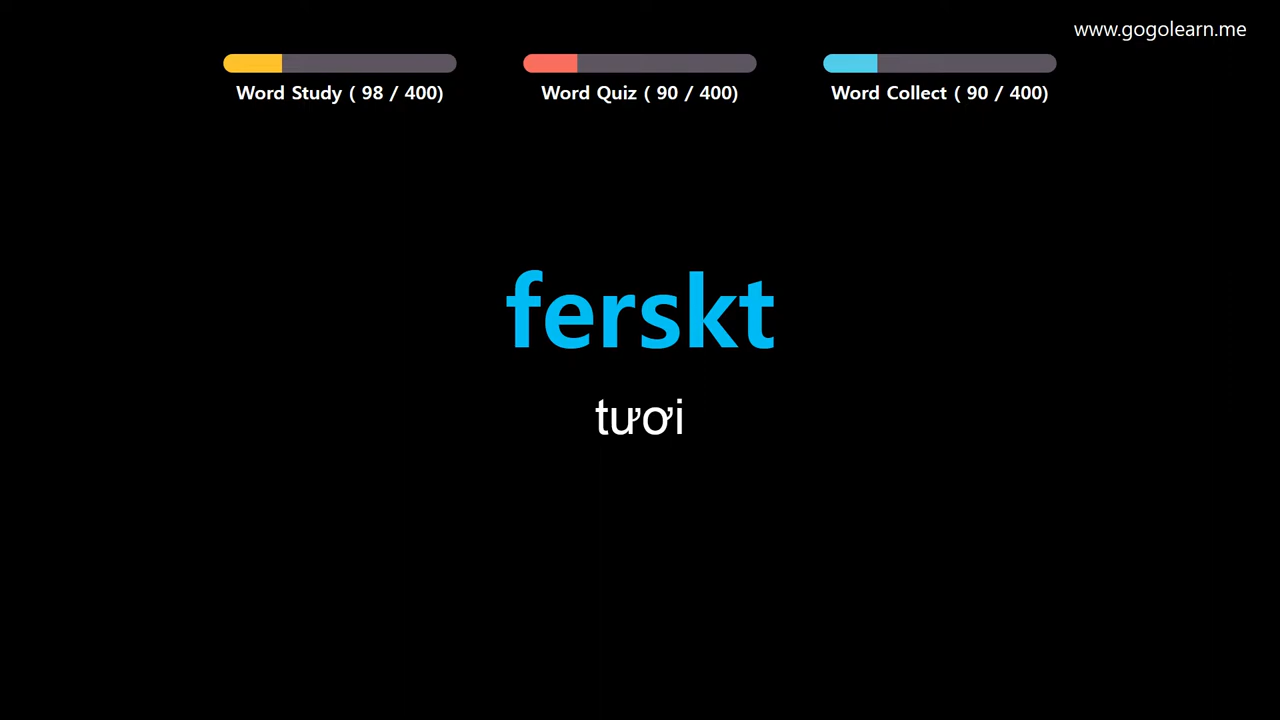 www.gogolearn.me
Word Study ( 98 / 400)
Word Quiz ( 90 / 400)
Word Collect ( 90 / 400)
ferskt
tươi